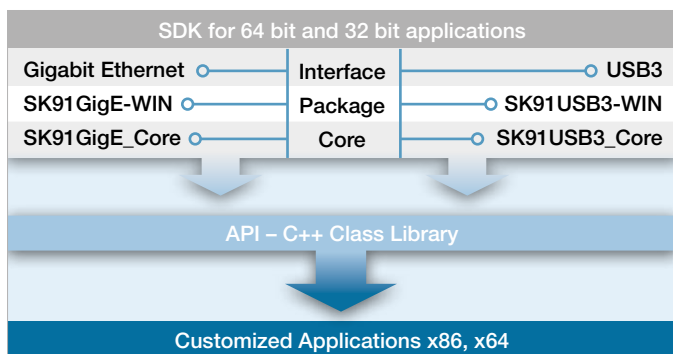 SDK for 64 bit and 32 bit applications
Gigabit Ethernet Interface USB3
SK91GigE-WIN Package SK91USB3-WIN
SK91GigE_Core Core SK91USB3_Core
API – C++ Class Library
Customized Applications x86, x64